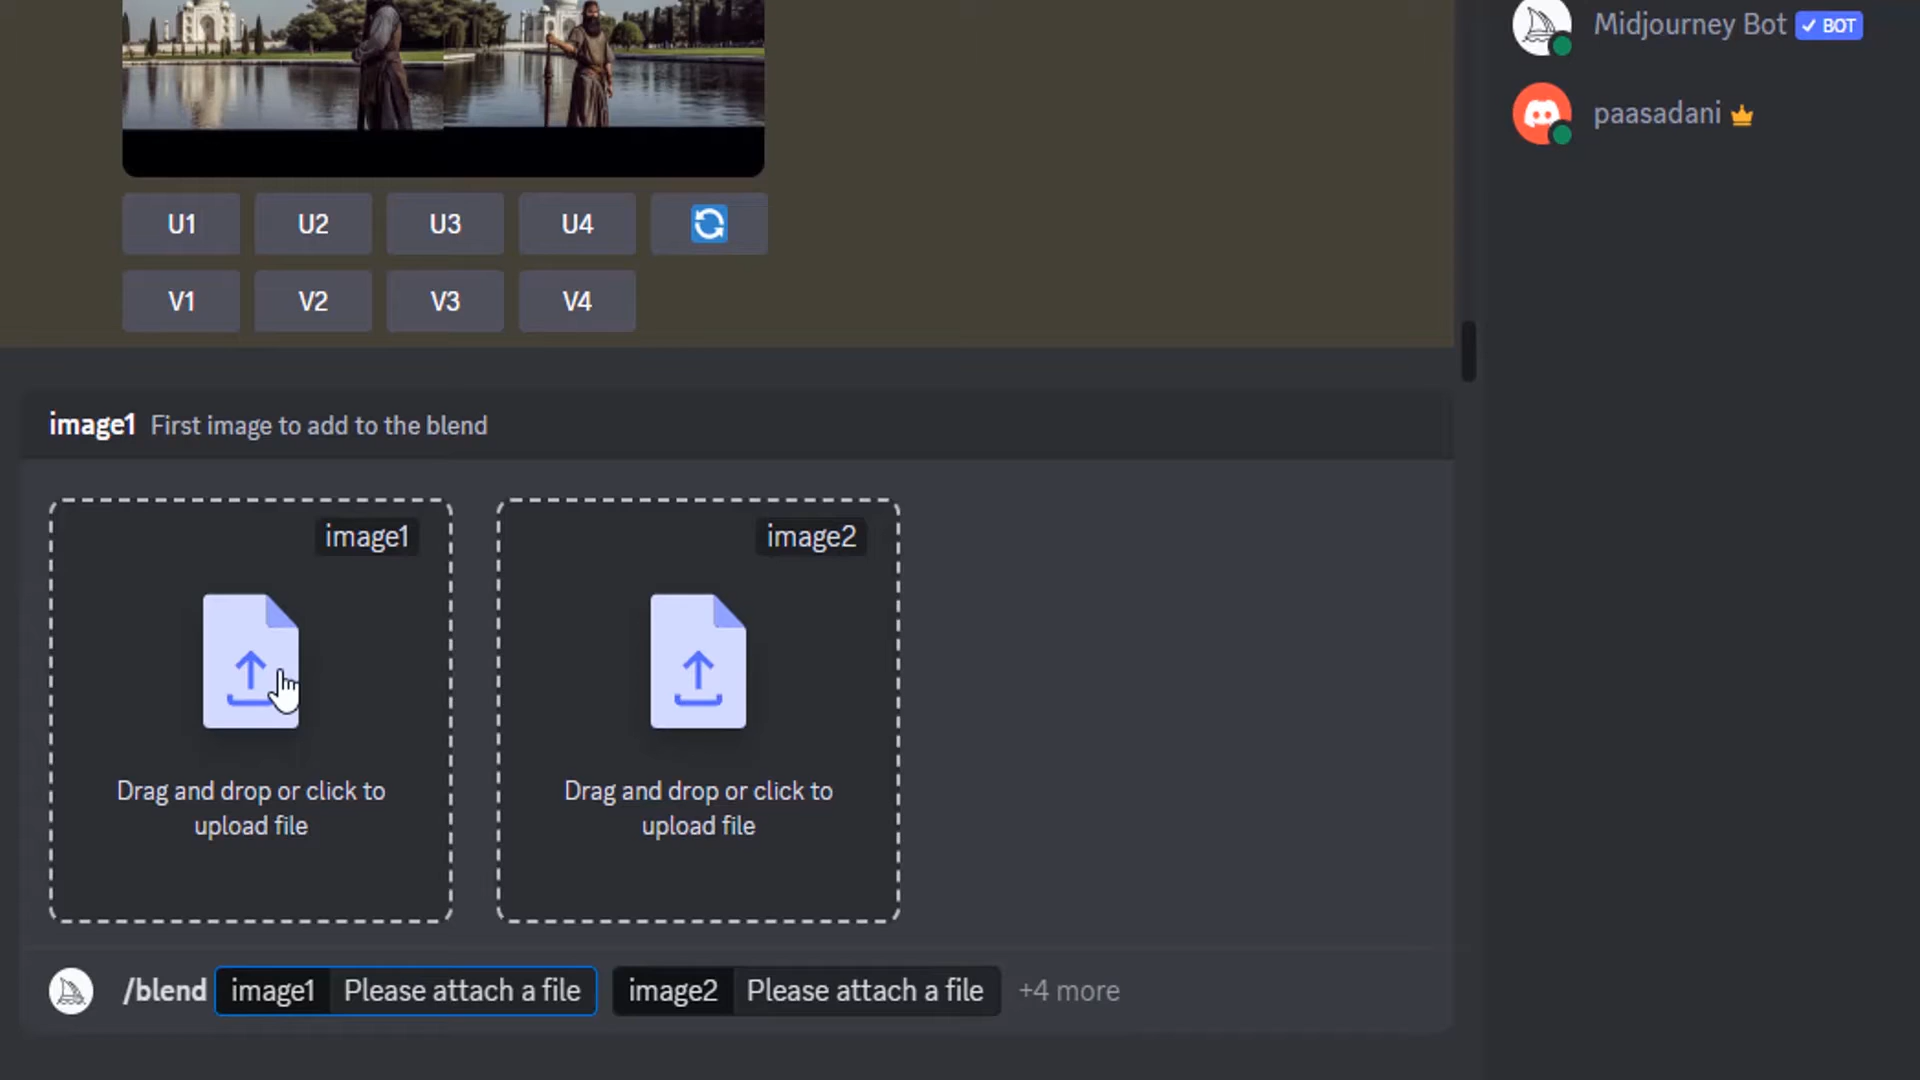 Midjourney Bot ✓ BOT
paasadani
U1 U2 U3 U4
V1 V2 V3 V4
image1 First image to add to the blend
image1
Drag and drop or click to
upload file
image2
Drag and drop or click to
upload file
/blend image1 Please attach a file image2 Please attach a file +4 more